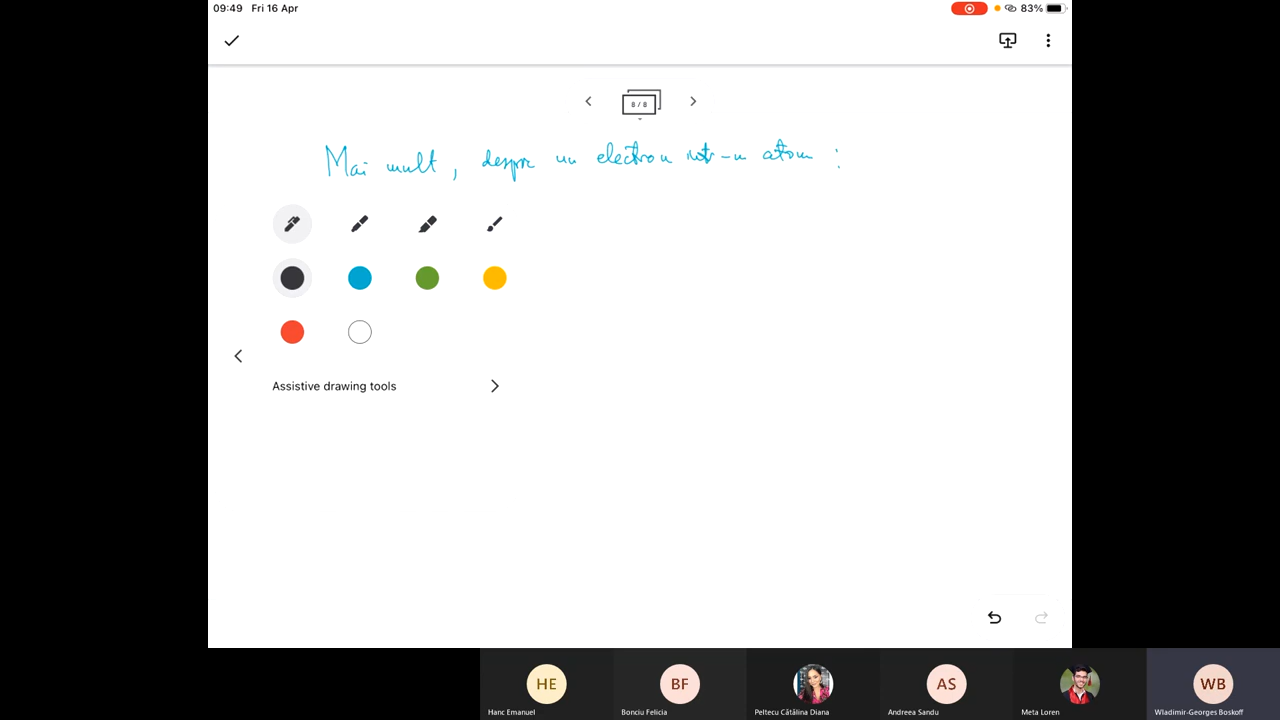 09:49 Fri 16 Apr 83%
8 / 8
Mai mult, despre un electron intr-un atom :
Assistive drawing tools
HE BF AS WB
Hanc Emanuel Bonciu Felicia Peltecu Cătălina Diana Andreea Sandu Meta Loren Wladimir-Georges Boskoff